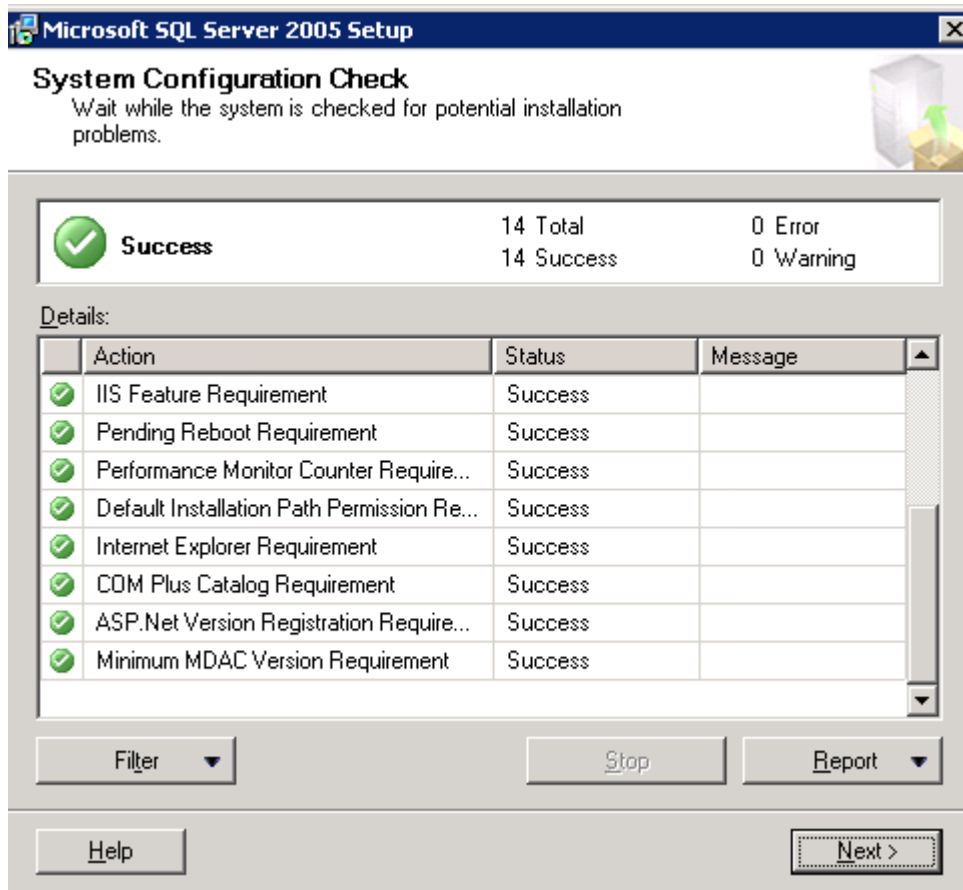 Microsoft SQL Server 2005 Setup
System Configuration Check
Wait while the system is checked for potential installation
problems.
Success 14 Total 0 Error
14 Success 0 Warning
Details:
Action Status Message
IIS Feature Requirement Success
Pending Reboot Requirement Success
Performance Monitor Counter Require... Success
Default Installation Path Permission Re... Success
Internet Explorer Requirement Success
COM Plus Catalog Requirement Success
ASP.Net Version Registration Require... Success
Minimum MDAC Version Requirement Success
Filter Stop Report
Help Next >